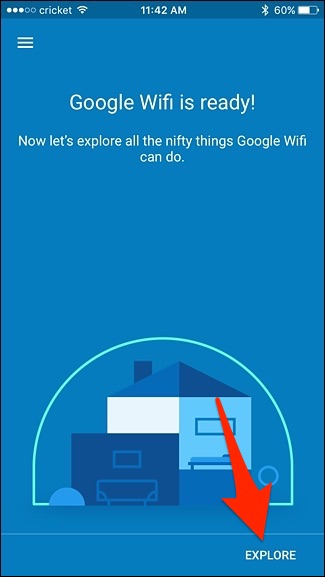 cricket 11:42 AM 60%
Google Wifi is ready!
Now let's explore all the nifty things Google Wifi
can do.
EXPLORE